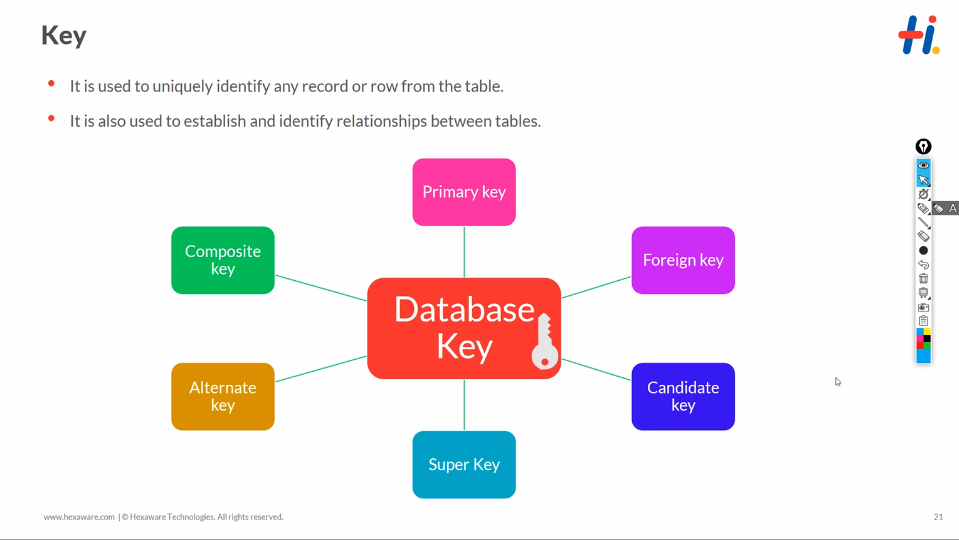 Key
It is used to uniquely identify any record or row from the table.
It is also used to establish and identify relationships between tables.
Primary key
Composite
key
Foreign key
Database
Key
Alternate
key
Candidate
key
Super Key
www.hexaware.com | © Hexaware Technologies. All rights reserved.
21
A